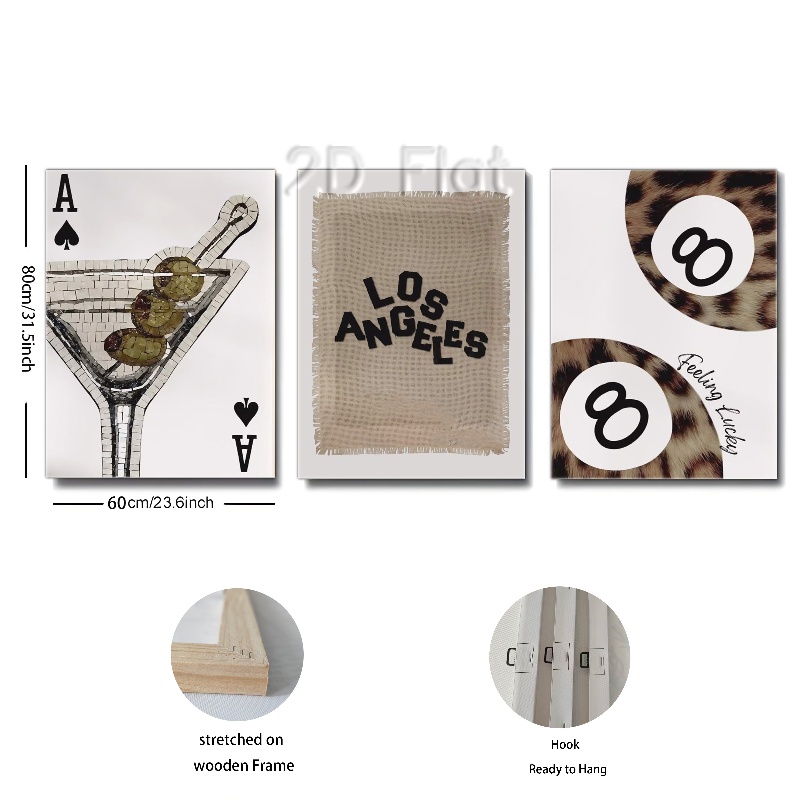 2D Flat
A
A
LOS
ANGELES
8
8
Feeling Lucky
80cm/31.5inch
60cm/23.6inch
stretched on
wooden Frame
Hook
Ready to Hang